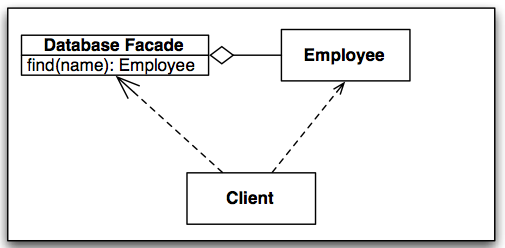 Database Facade
find(name): Employee
Employee
Client